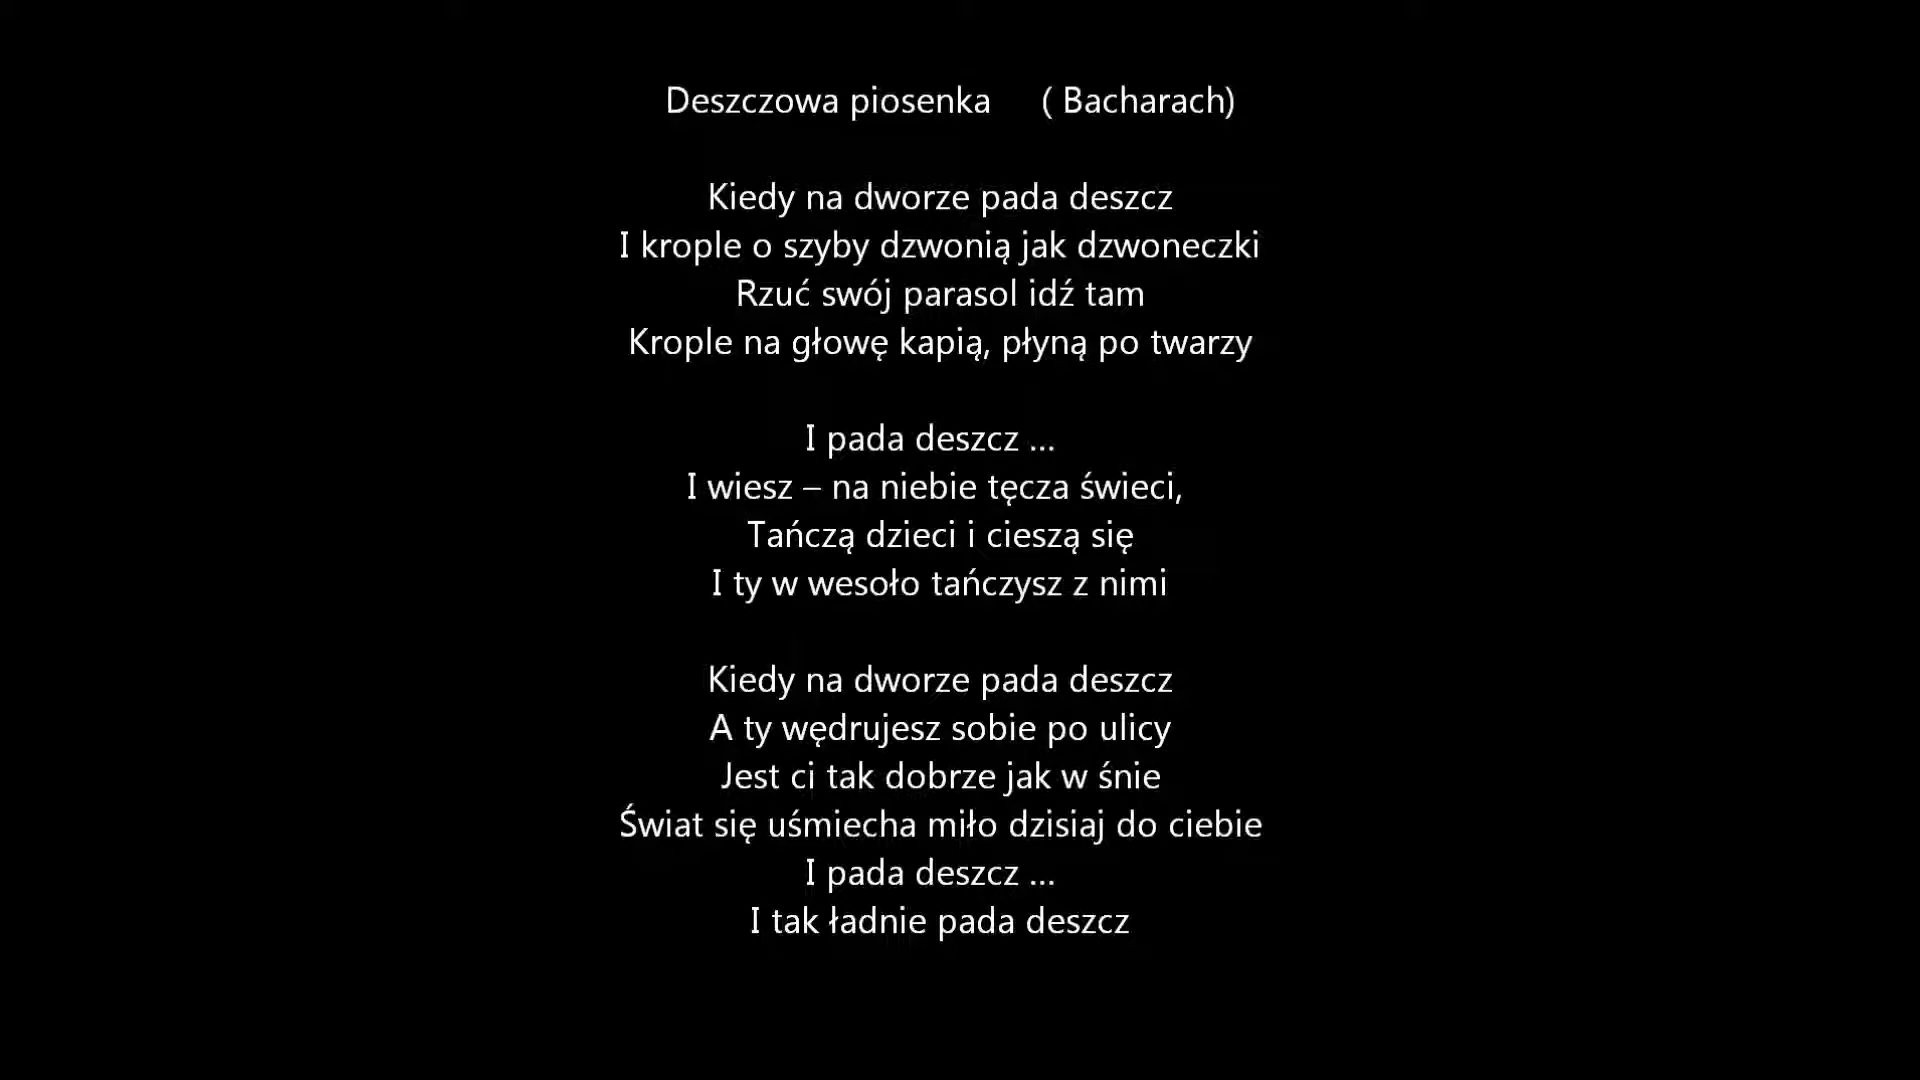 Deszczowa piosenka ( Bacharach)
Kiedy na dworze pada deszcz
I krople o szyby dzwonią jak dzwoneczki
Rzuć swój parasol idź tam
Krople na głowę kapią, płyną po twarzy
I pada deszcz ...
I wiesz – na niebie tęcza świeci,
Tańczą dzieci i cieszą się
I ty w wesoło tańczysz z nimi
Kiedy na dworze pada deszcz
A ty wędrujesz sobie po ulicy
Jest ci tak dobrze jak w śnie
Świat się uśmiecha miło dzisiaj do ciebie
I pada deszcz ...
I tak ładnie pada deszcz